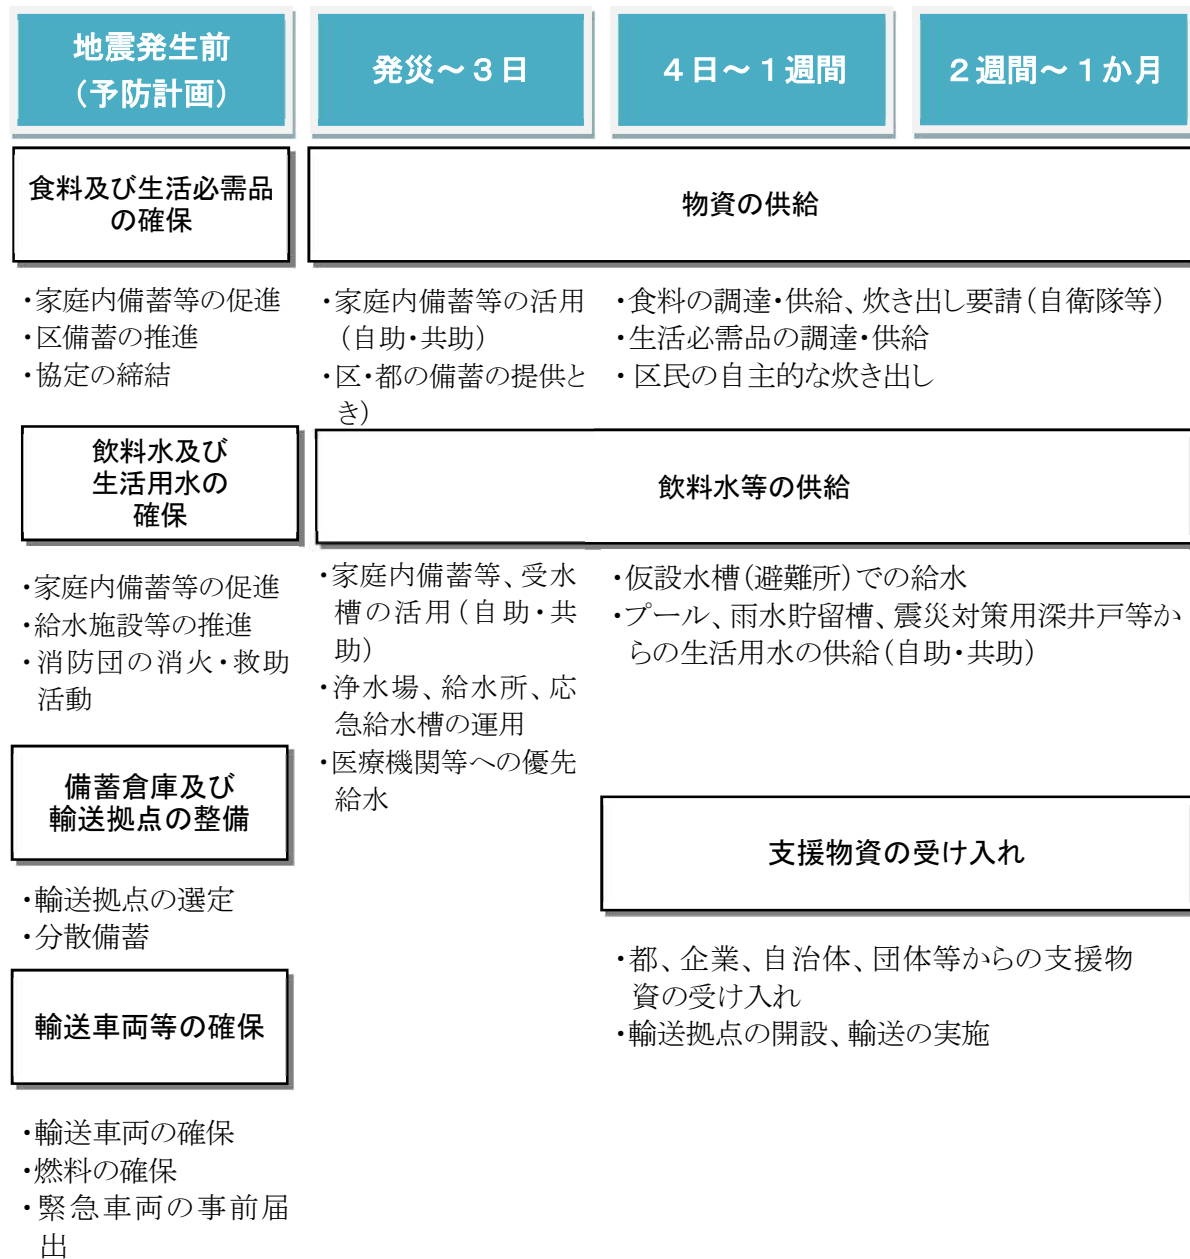 地震発生前
（予防計画）
発災～３日
４日～１週間
２週間～１か月
食料及び生活必需品
の確保
物資の供給
・家庭内備蓄等の促進
・区備蓄の推進
・協定の締結
・家庭内備蓄等の活用
（自助・共助）
・区・都の備蓄の提供と
き）
・食料の調達・供給、炊き出し要請（自衛隊等）
・生活必需品の調達・供給
・区民の自主的な炊き出し
飲料水及び
生活用水の
確保
飲料水等の供給
・家庭内備蓄等の促進
・給水施設等の推進
・消防団の消火・救助
活動
・家庭内備蓄等、受水
槽の活用（自助・共
助）
・浄水場、給水所、応
急給水槽の運用
・医療機関等への優先
給水
・仮設水槽（避難所）での給水
・プール、雨水貯留槽、震災対策用深井戸等か
らの生活用水の供給（自助・共助）
備蓄倉庫及び
輸送拠点の整備
・輸送拠点の選定
・分散備蓄
支援物資の受け入れ
・都、企業、自治体、団体等からの支援物
資の受け入れ
・輸送拠点の開設、輸送の実施
輸送車両等の確保
・輸送車両の確保
・燃料の確保
・緊急車両の事前届
出